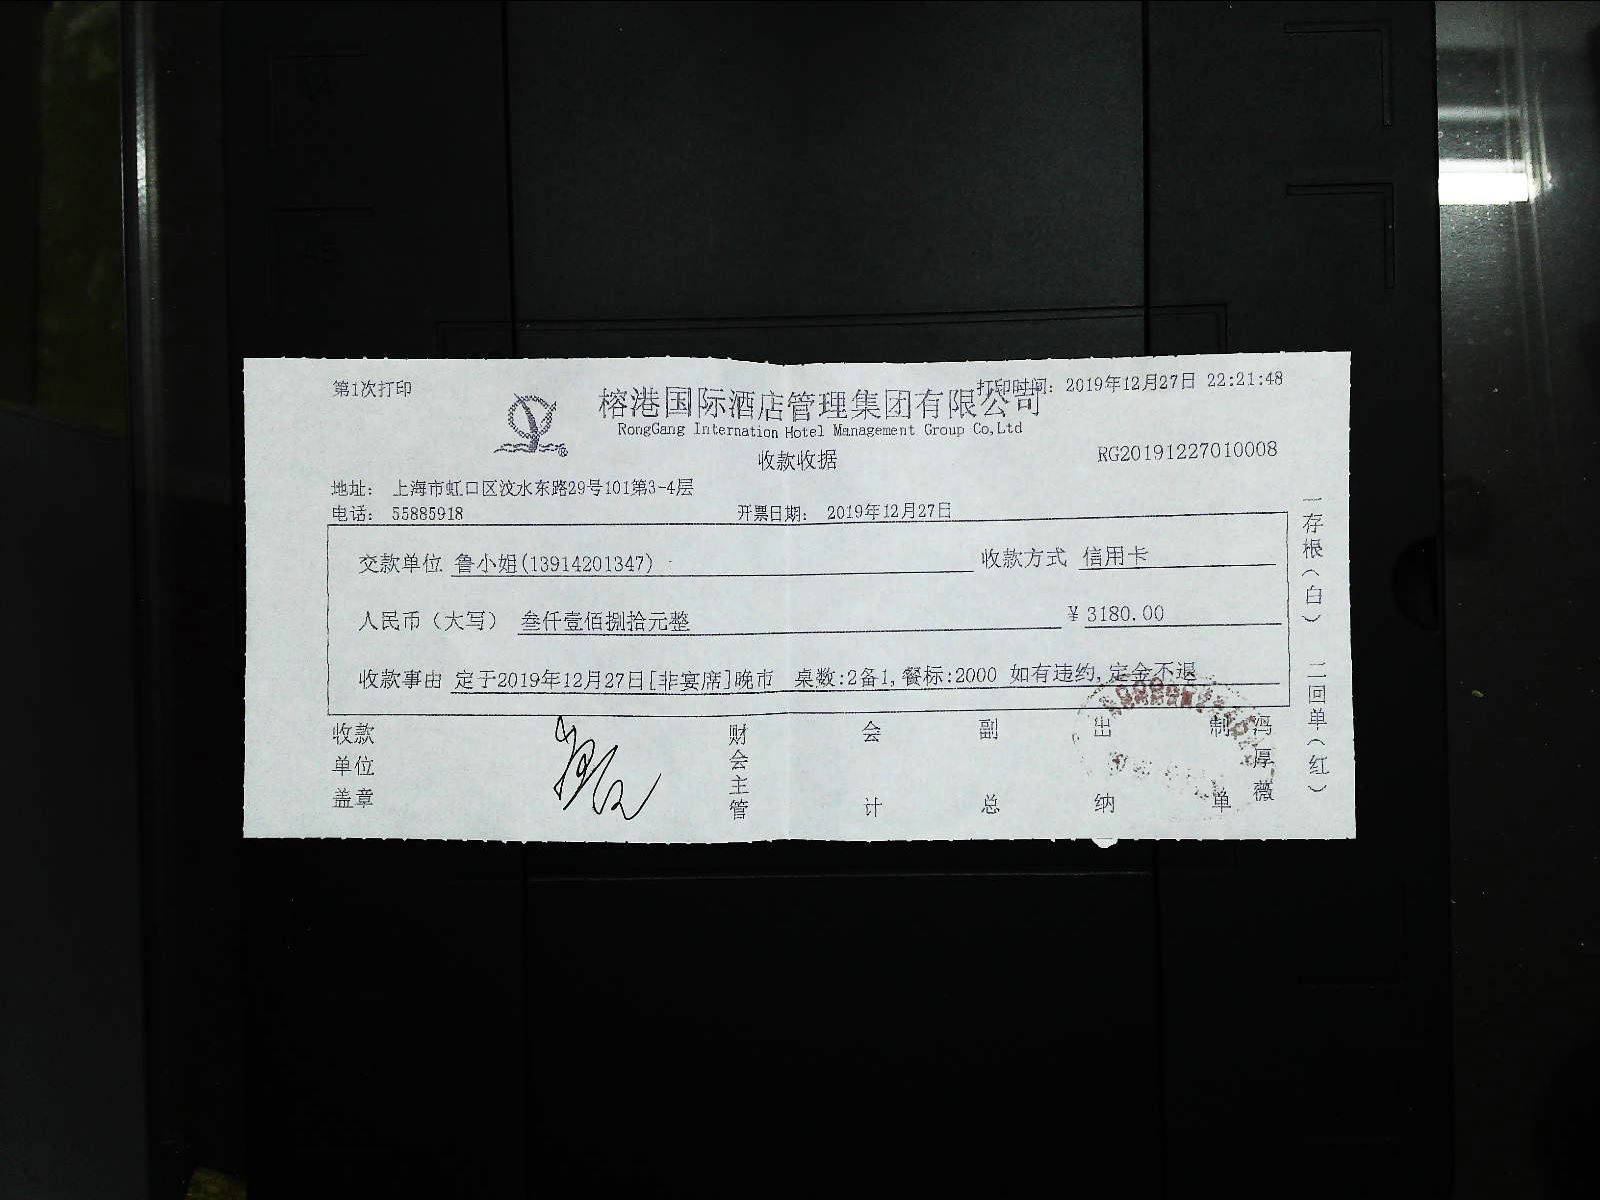 第1次打印
打印时间: 2019年12月27日 22:21:48
榕港国际酒店管理集团有限公司
RongGang Internation Hotel Management Group Co,Ltd
收款收据
RG20191227010008
地址: 上海市虹口区汶水东路29号101第3-4层
电话: 55885918
开票日期: 2019年12月27日
交款单位 鲁小姐(13914201347)
收款方式 信用卡
人民币（大写） 叁仟壹佰捌拾元整
¥ 3180.00
收款事由 定于2019年12月27日[非宴席]晚市 桌数:2备1,餐标:2000 如有违约,定金不退
收款单位盖章
财会主管
会计
副总
出纳
制单
厚薇
一存根(白)
二回单(红)